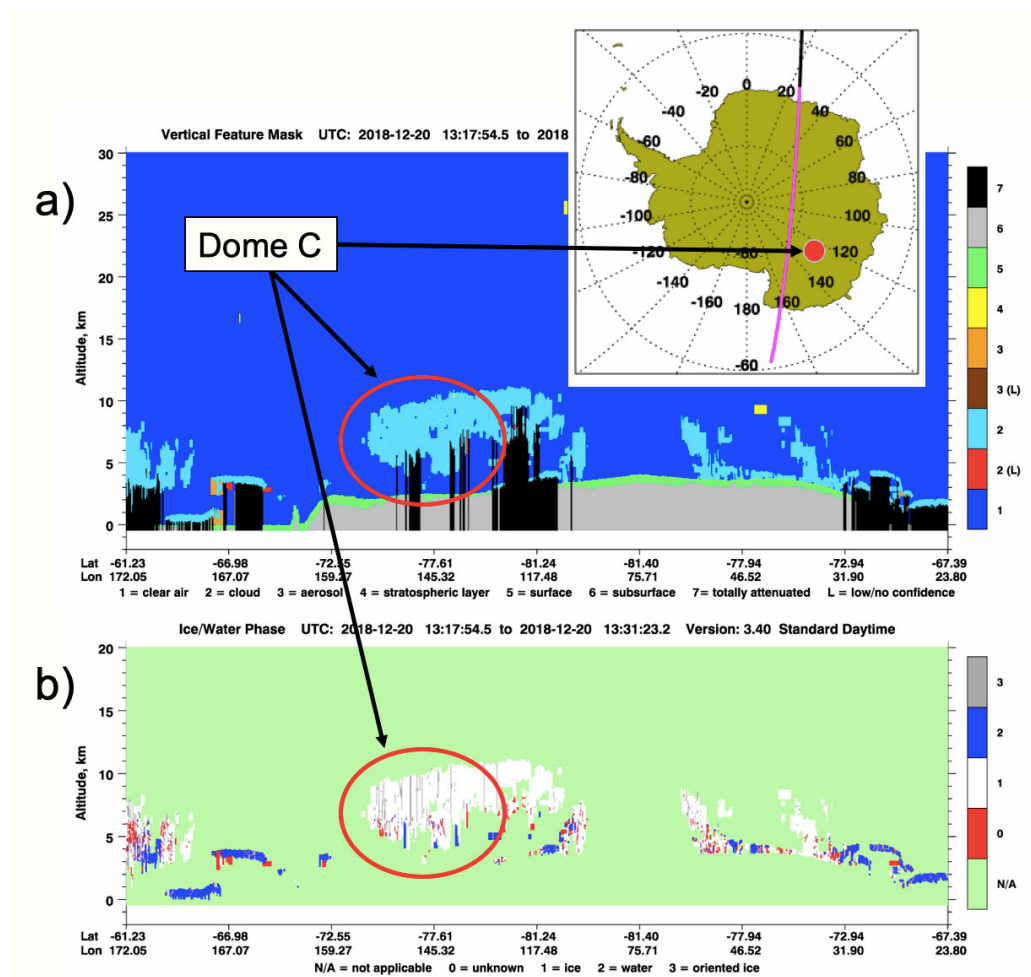 Vertical Feature Mask UTC: 2018-12-20 13:17:54.5 to 2018
a)
Dome C
Altitude, km
30
25
20
15
10
5
0
0
-20 20
-40 40
-60 60
-80 80
-100 100
-120 -80 120
-140 140
-160 160
180
-60
7
6
5
4
3
3 (L)
2
2 (L)
1
Lat -61.23 -66.98 -72.55 -77.61 -81.24 -81.40 -77.94 -72.94 -67.39
Lon 172.05 167.07 159.27 145.32 117.48 75.71 46.52 31.90 23.80
1 = clear air 2 = cloud 3 = aerosol 4 = stratospheric layer 5 = surface 6 = subsurface 7= totally attenuated L = low/no confidence
Ice/Water Phase UTC: 2018-12-20 13:17:54.5 to 2018-12-20 13:31:23.2 Version: 3.40 Standard Daytime
b)
Altitude, km
20
15
10
5
0
3
2
1
0
N/A
Lat -61.23 -66.98 -72.55 -77.61 -81.24 -81.40 -77.94 -72.94 -67.39
Lon 172.05 167.07 159.27 145.32 117.48 75.71 46.52 31.90 23.80
N/A = not applicable 0 = unknown 1 = ice 2 = water 3 = oriented ice